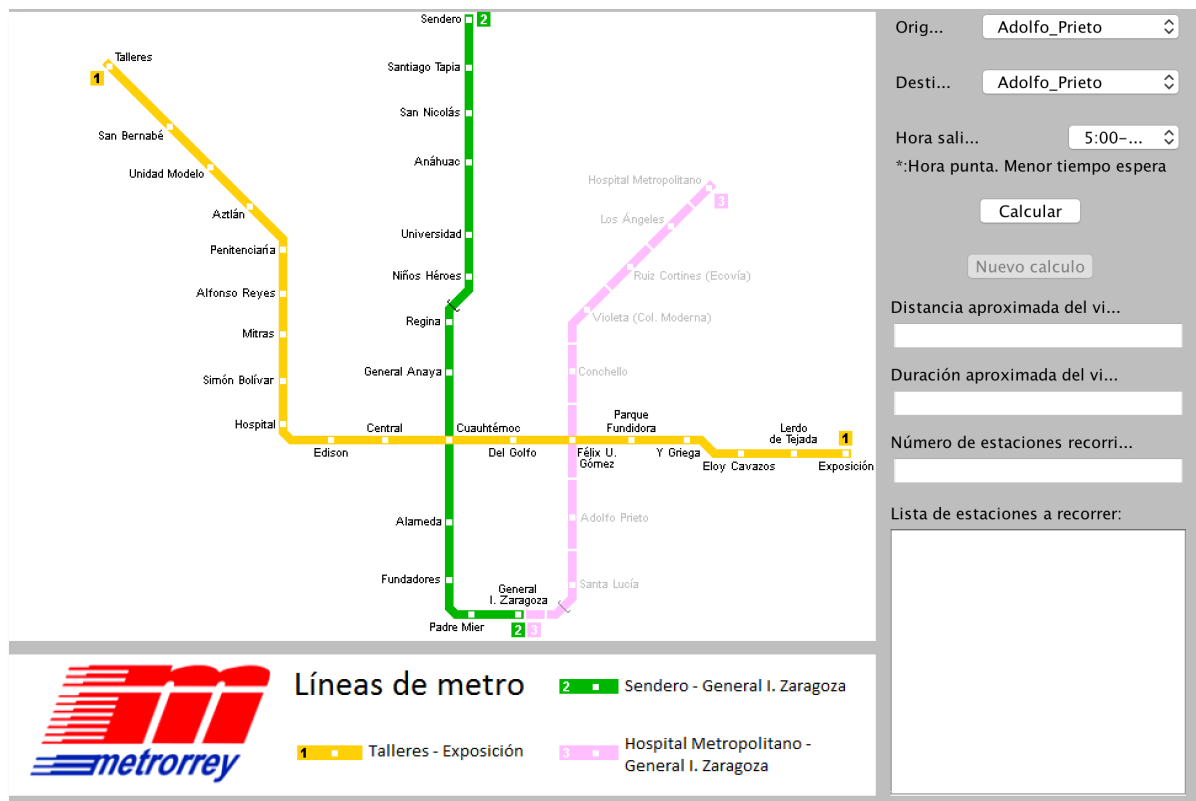 Sendero 2
Talleres
1
Santiago Tapia
San Nicolás
San Bernabé
Anáhuac
Unidad Modelo
Hospital Metropolitano
3
Aztlán
Los Ángeles
Universidad
Penitenciaría
Niños Héroes
Ruiz Cortines (Ecovía)
Alfonso Reyes
Regina
Violeta (Col. Moderna)
Mitras
General Anaya
Conchello
Simón Bolívar
Hospital
Central
Cuauhtémoc
Parque
Fundidora
Lerdo
de Tejada
1
Edison
Del Golfo
Félix U.
Gómez
Y Griega
Eloy Cavazos
Exposición
Alameda
Adolfo Prieto
Fundadores
General
I. Zaragoza
Santa Lucía
Padre Mier
2 3
Orig... Adolfo_Prieto
Desti... Adolfo_Prieto
Hora sali... 5:00-...
*:Hora punta. Menor tiempo espera
Calcular
Nuevo calculo
Distancia aproximada del vi...
Duración aproximada del vi...
Número de estaciones recorri...
Lista de estaciones a recorrer:
metrorrey
Líneas de metro
2 Sendero - General I. Zaragoza
1 Talleres - Exposición
3 Hospital Metropolitano -
General I. Zaragoza